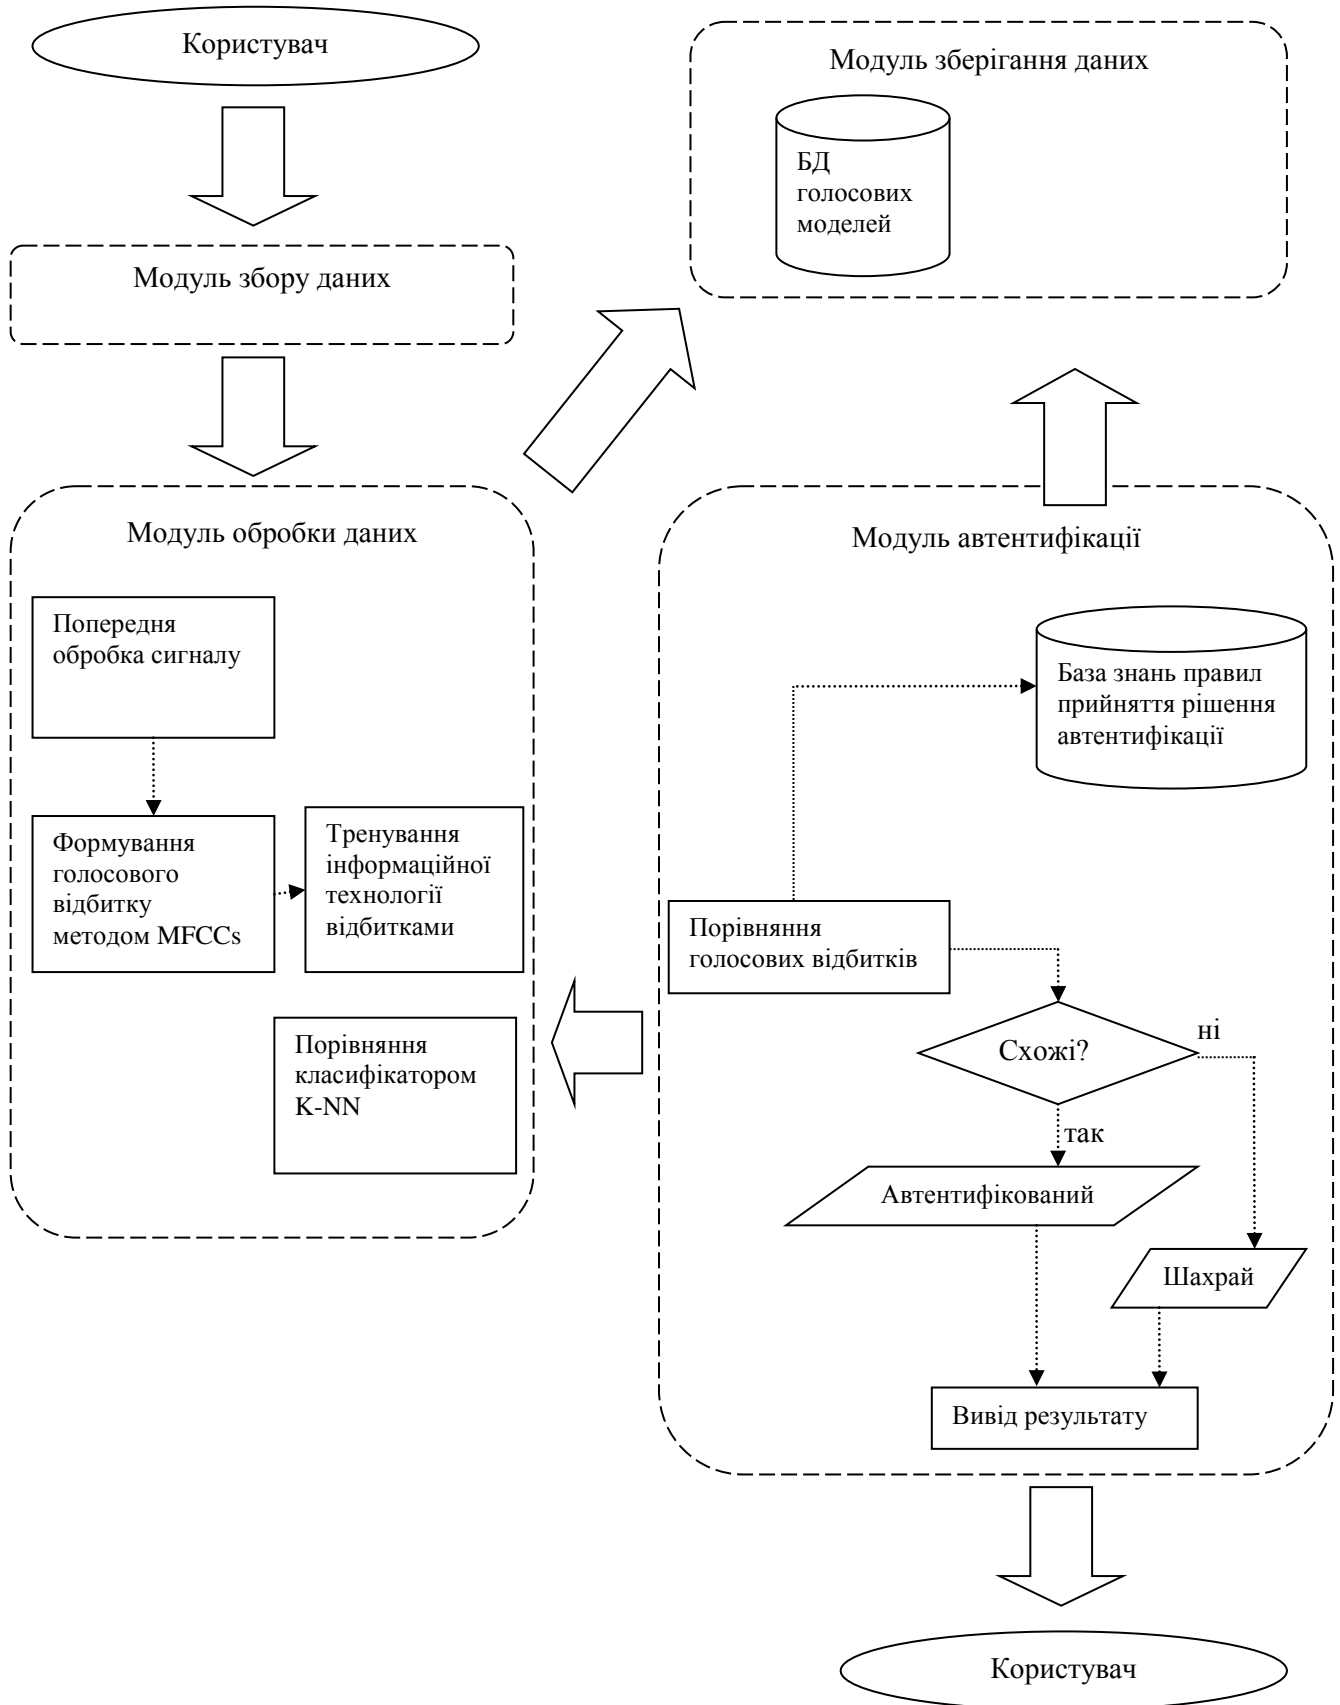 Користувач
Модуль зберігання даних
БД
голосових
моделей
Модуль збору даних
Модуль обробки даних
Попередня
обробка сигналу
Формування
голосового
відбитку
методом MFCCs
Тренування
інформаційної
технології
відбитками
Порівняння
класифікатором
K-NN
Модуль автентифікації
База знань правил
прийняття рішення
автентифікації
Порівняння
голосових відбитків
Схожі?
ні
так
Автентифікований
Шахрай
Вивід результату
Користувач